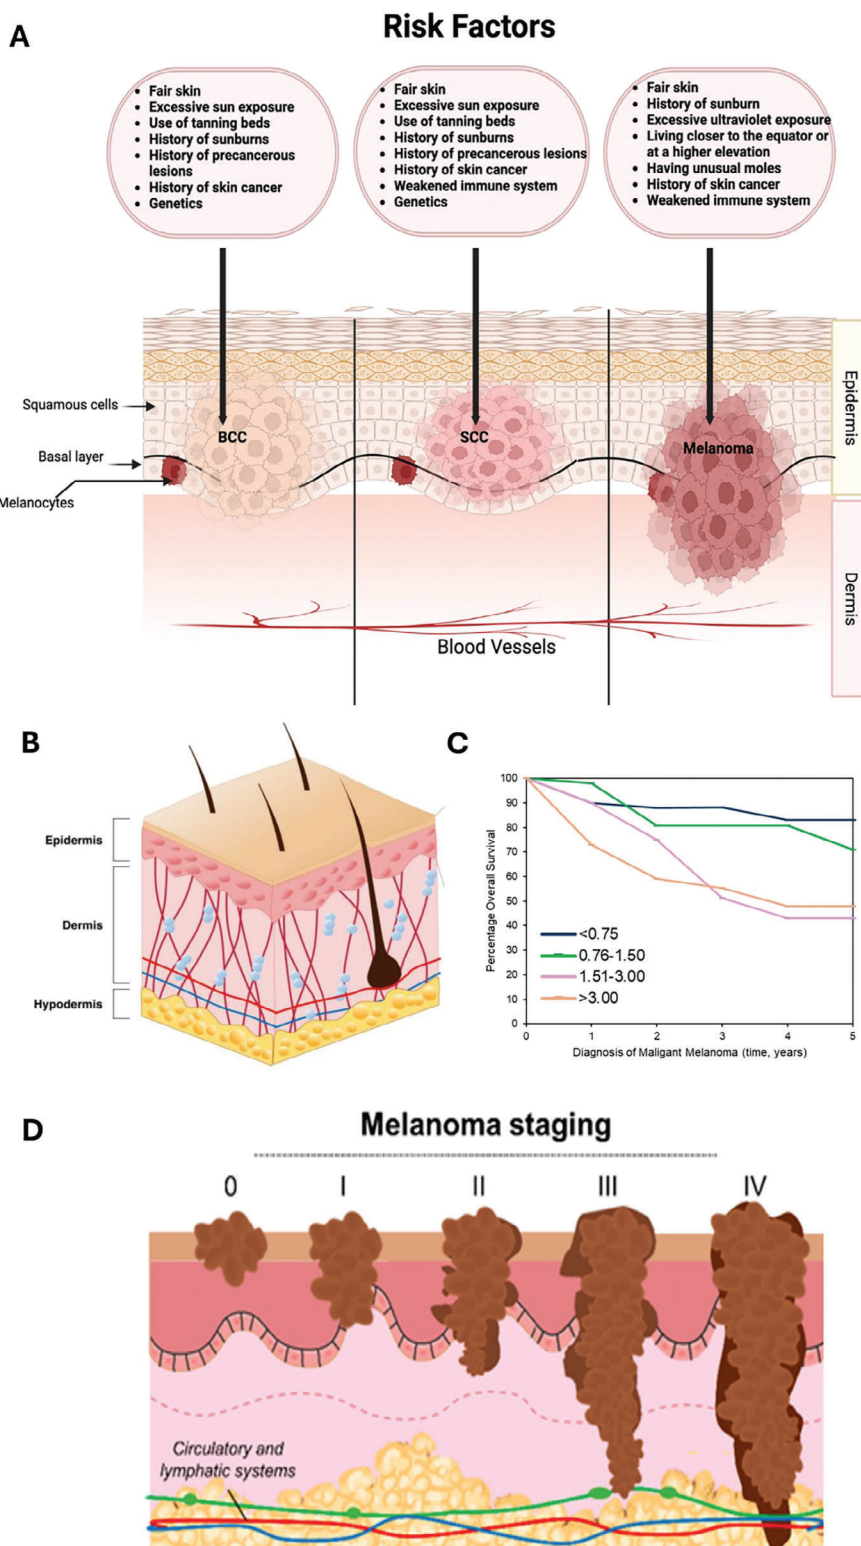 A
Risk Factors
• Fair skin
• Excessive sun exposure
• Use of tanning beds
• History of sunburns
• History of precancerous
lesions
• History of skin cancer
• Genetics
• Fair skin
• Excessive sun exposure
• Use of tanning beds
• History of sunburns
• History of precancerous lesions
• History of skin cancer
• Weakened immune system
• Genetics
• Fair skin
• History of sunburn
• Excessive ultraviolet exposure
• Living closer to the equator or
at a higher elevation
• Having unusual moles
• History of skin cancer
• Weakened immune system
Squamous cells
Basal layer
Melanocytes
BCC
SCC
Melanoma
Epidermis
Dermis
Blood Vessels
B
Epidermis
Dermis
Hypodermis
C
Percentage Overall Survival
100
90
80
70
60
50
40
30
20
10
0
<0.75
0.76-1.50
1.51-3.00
>3.00
0 1 2 3 4 5
Diagnosis of Maligant Melanoma (time, years)
D
Melanoma staging
0 I II III IV
Circulatory and
lymphatic systems